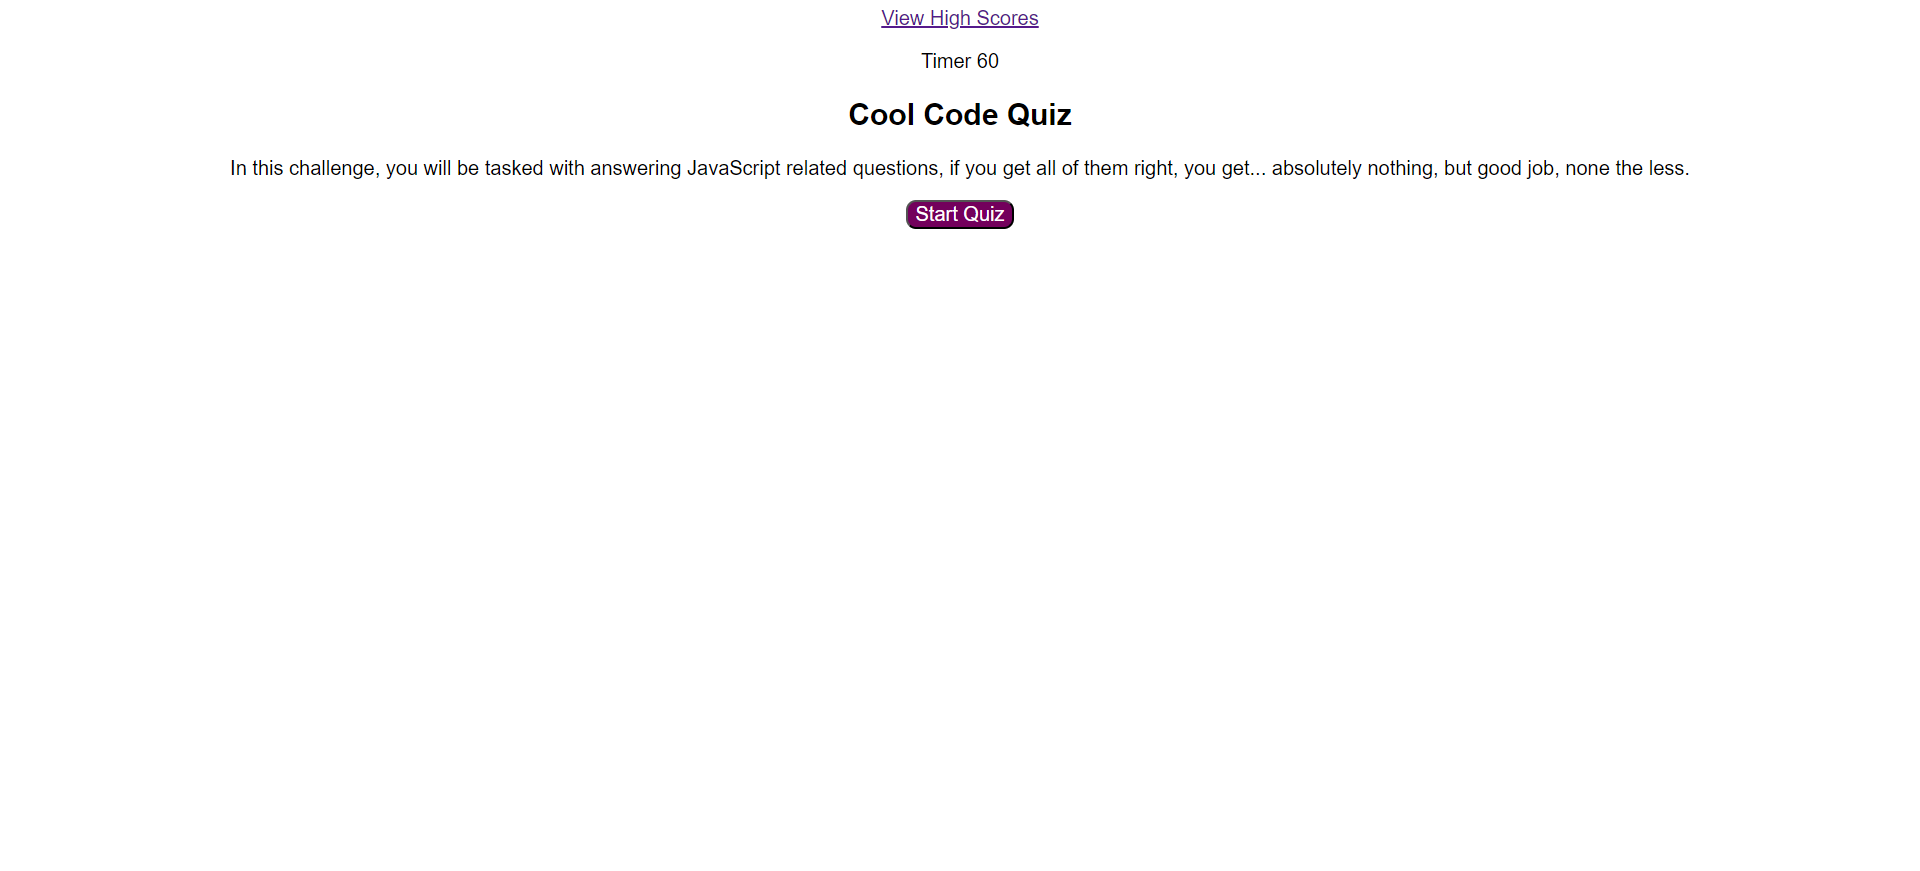 View High Scores
Timer 60
Cool Code Quiz
In this challenge, you will be tasked with answering JavaScript related questions, if you get all of them right, you get... absolutely nothing, but good job, none the less.
Start Quiz